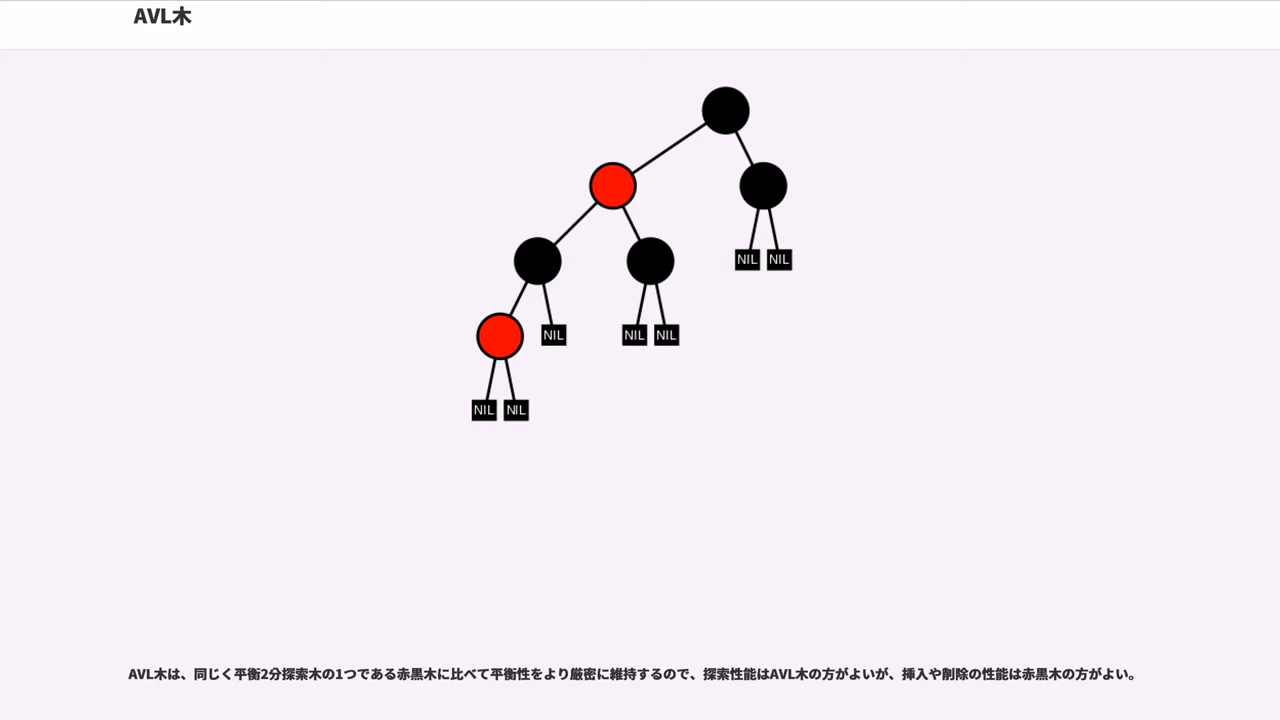 AVL木
NIL NIL
NIL NIL NIL
NIL NIL
AVL木は、同じく平衡2分探索木の1つである赤黒木に比べて平衡性をより厳密に維持するので、探索性能はAVL木の方がよいが、挿入や削除の性能は赤黒木の方がよい。